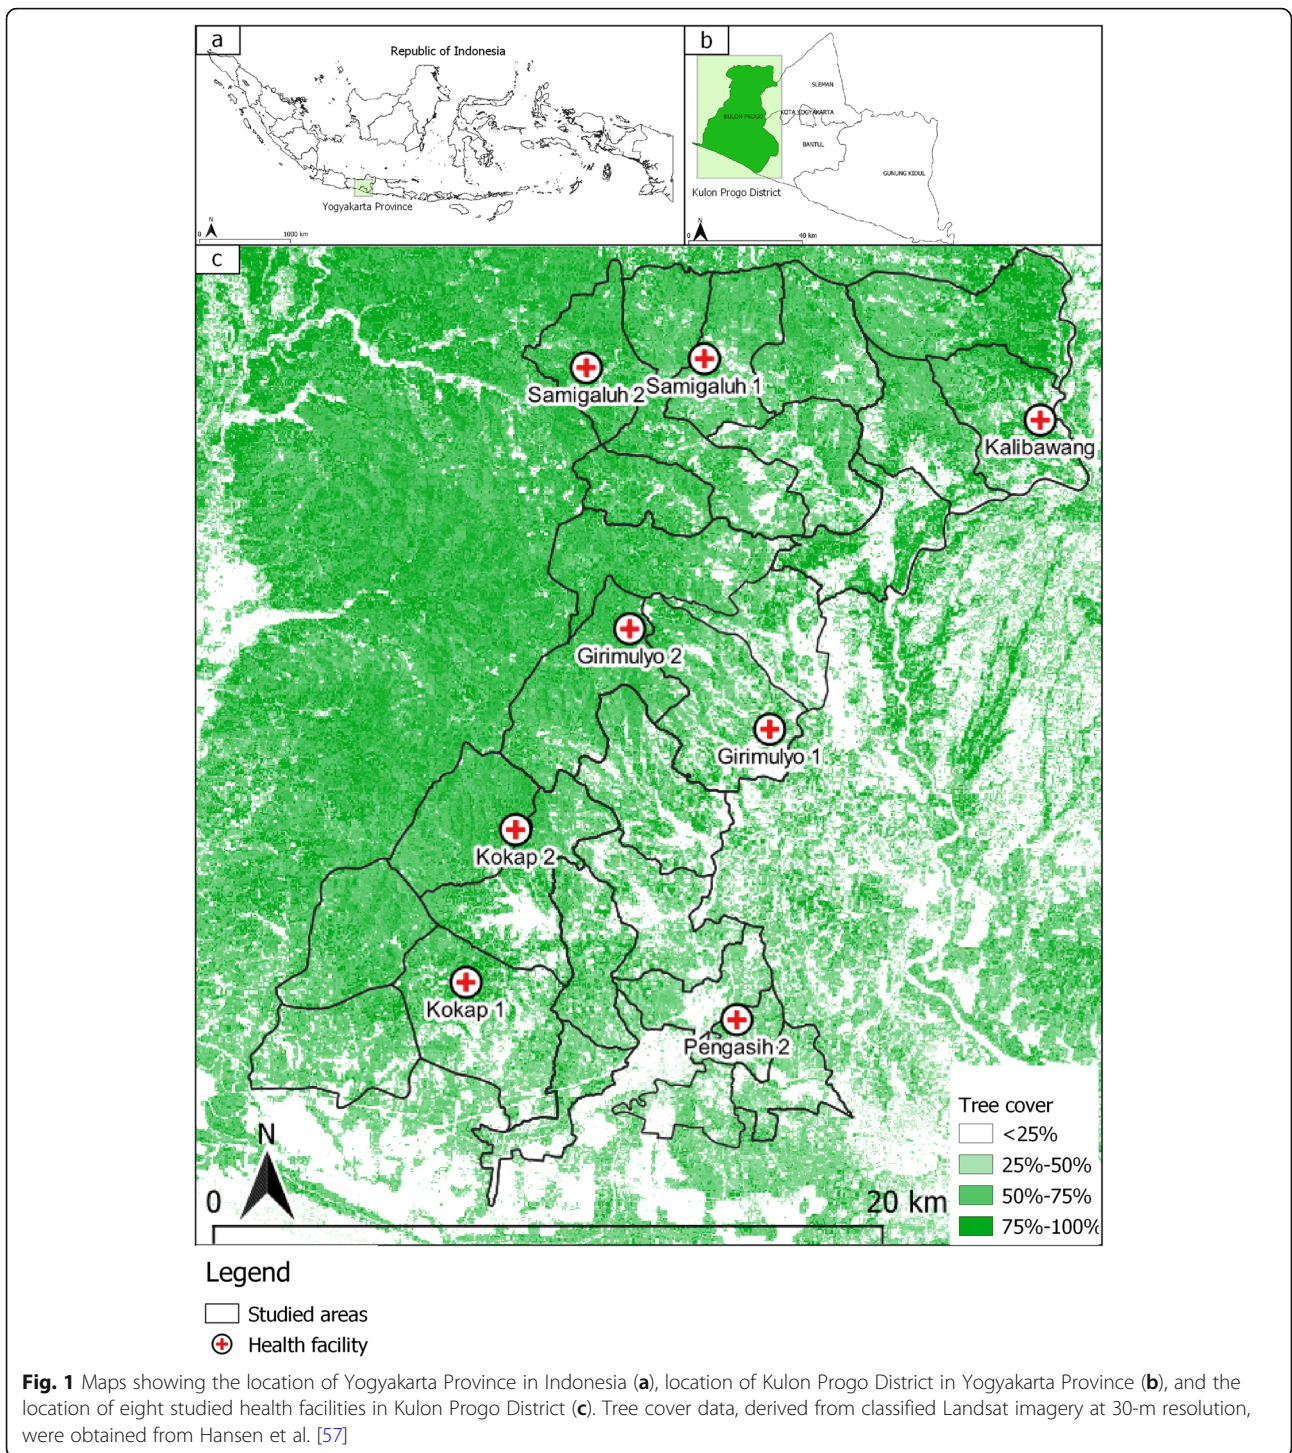 a
Republic of Indonesia
Yogyakarta Province
N
0 1000 km
b
SLEMAN
KULON PROGO
KOTA YOGYAKARTA
BANTUL
GUNUNG KIDUL
Kulon Progo District
N
0 40 km
c
Samigaluh 2
Samigaluh 1
Kalibawang
Girimulyo 2
Girimulyo 1
Kokap 2
Kokap 1
Pengasih 2
Tree cover
<25%
25%-50%
50%-75%
75%-100%
N
0 20 km
Legend
Studied areas
Health facility
Fig. 1 Maps showing the location of Yogyakarta Province in Indonesia (a), location of Kulon Progo District in Yogyakarta Province (b), and the
location of eight studied health facilities in Kulon Progo District (c). Tree cover data, derived from classified Landsat imagery at 30-m resolution,
were obtained from Hansen et al. [57]